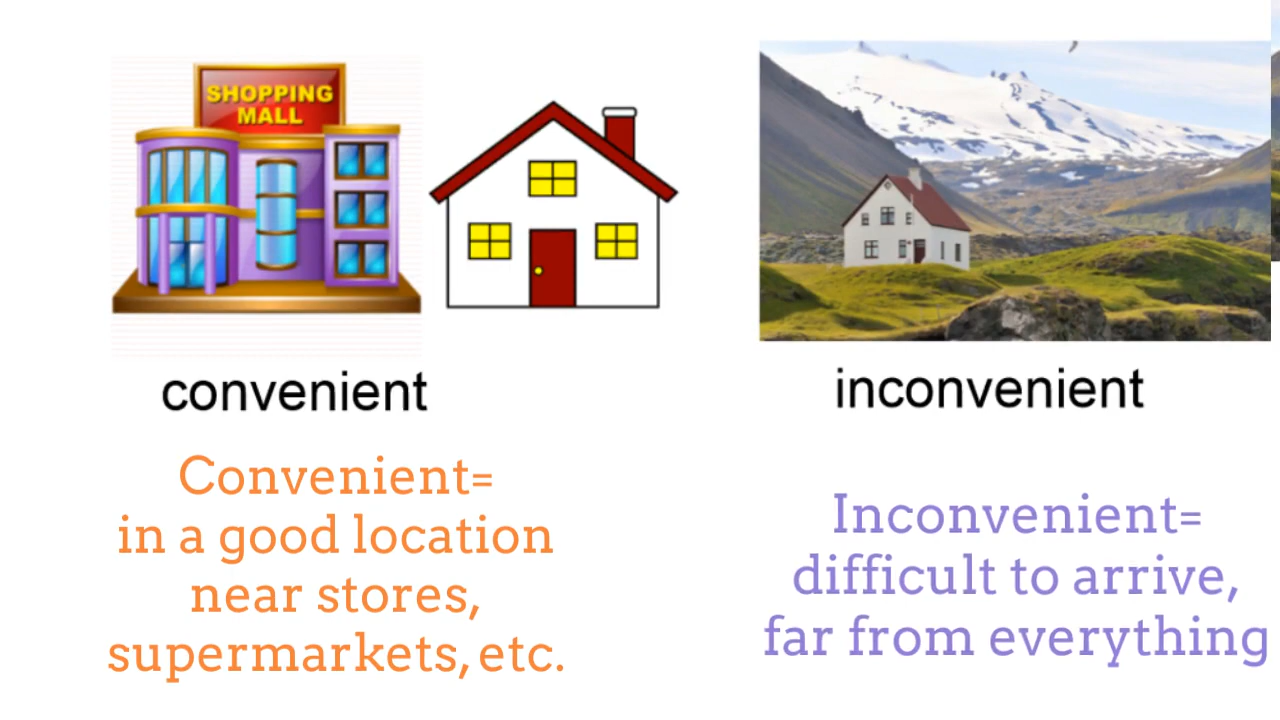 SHOPPING
MALL
convenient
Convenient=
in a good location
near stores,
supermarkets, etc.
inconvenient
Inconvenient=
difficult to arrive,
far from everything